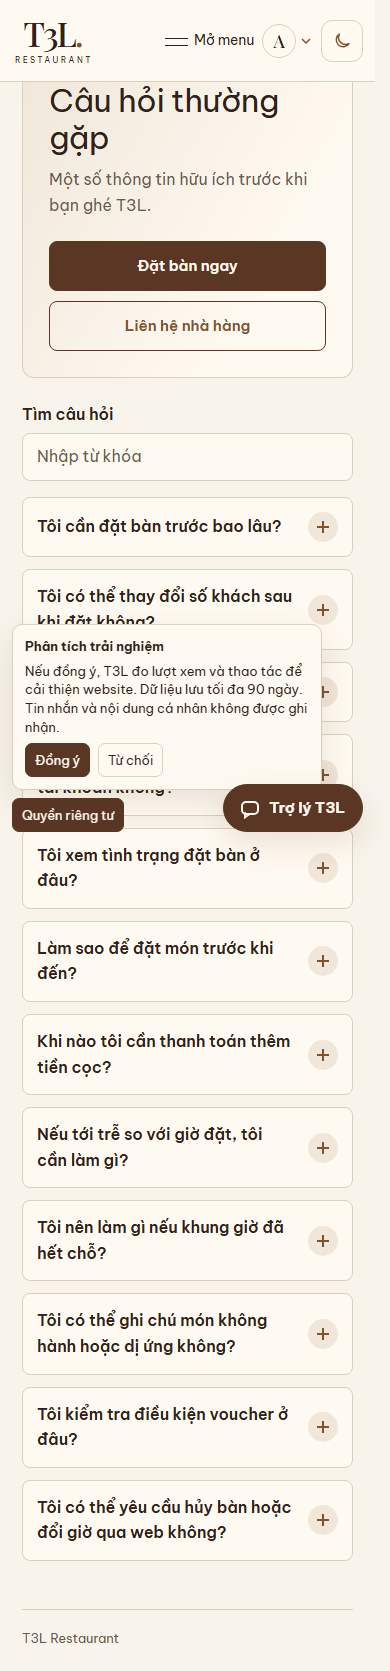 T3L.
RESTAURANT
Mở menu
A
Câu hỏi thường
gặp
Một số thông tin hữu ích trước khi
bạn ghé T3L.
Đặt bàn ngay
Liên hệ nhà hàng
Tìm câu hỏi
Nhập từ khóa
Tôi cần đặt bàn trước bao lâu?
Tôi có thể thay đổi số khách sau
khi đặt không?
Phân tích trải nghiệm
Nếu đồng ý, T3L đo lượt xem và thao tác để
cải thiện website. Dữ liệu lưu tối đa 90 ngày.
Tin nhắn và nội dung cá nhân không được ghi
nhận.
Đồng ý
Từ chối
tài khoản không?
Quyền riêng tư
Trợ lý T3L
Tôi xem tình trạng đặt bàn ở
đâu?
Làm sao để đặt món trước khi
đến?
Khi nào tôi cần thanh toán thêm
tiền cọc?
Nếu tới trễ so với giờ đặt, tôi
cần làm gì?
Tôi nên làm gì nếu khung giờ đã
hết chỗ?
Tôi có thể ghi chú món không
hành hoặc dị ứng không?
Tôi kiểm tra điều kiện voucher ở
đâu?
Tôi có thể yêu cầu hủy bàn hoặc
đổi giờ qua web không?
T3L Restaurant